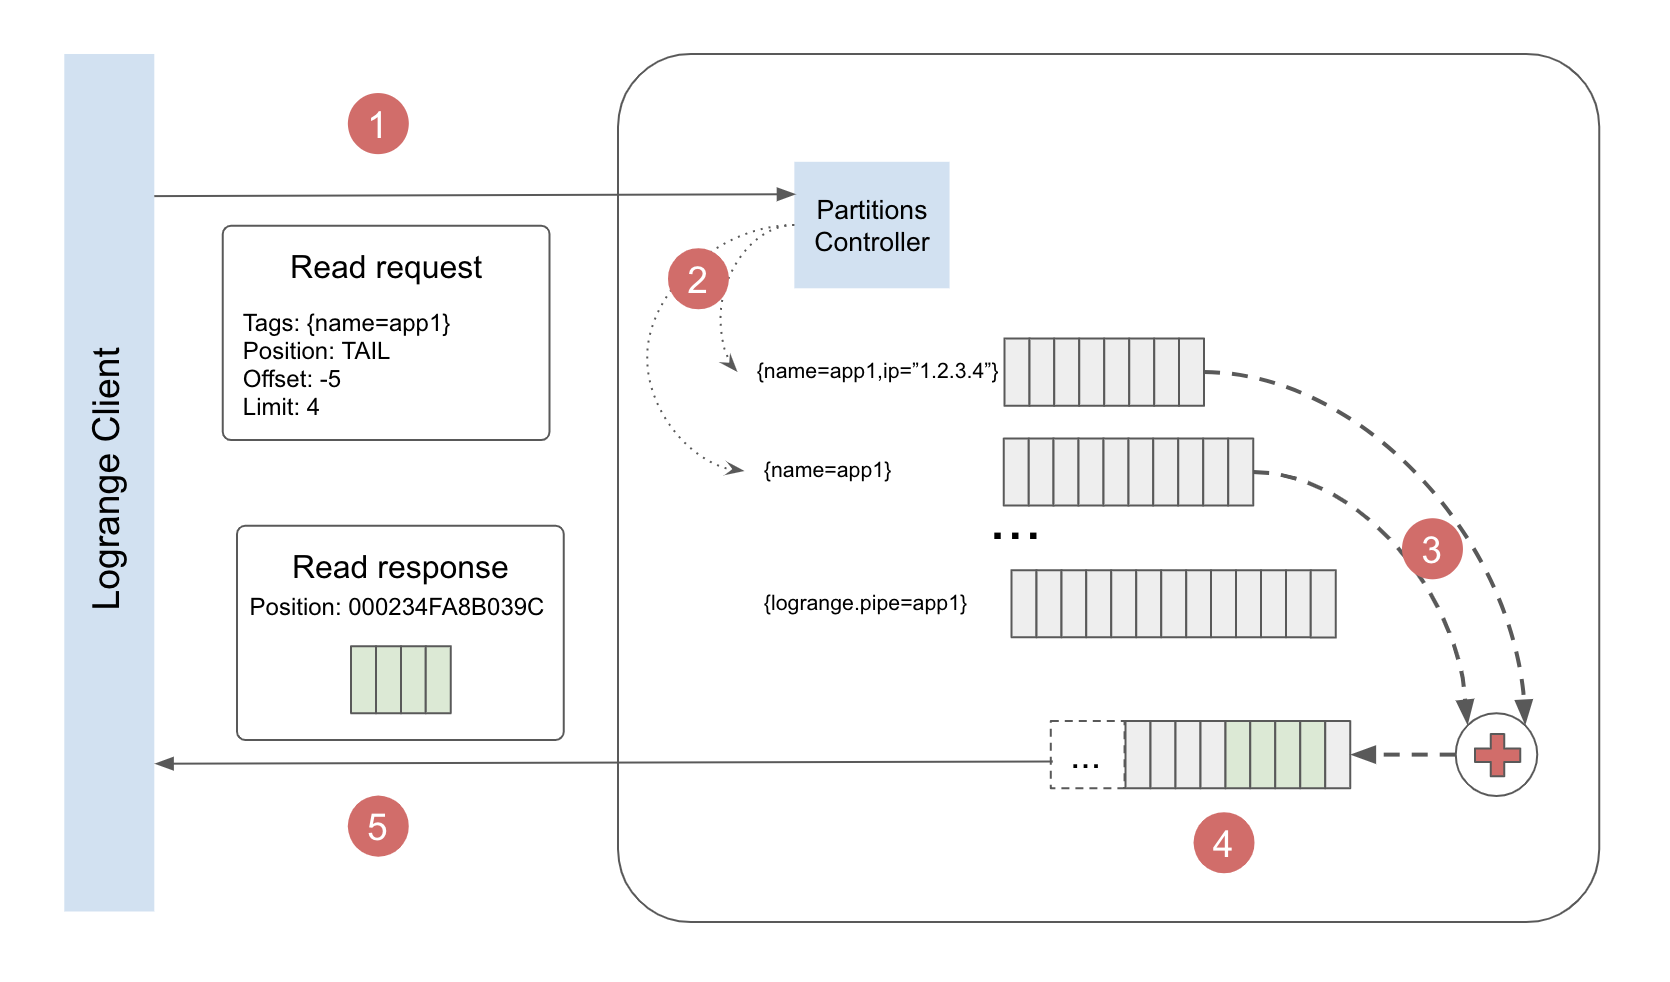 Logrange Client
1
Read request
Tags: {name=app1}
Position: TAIL
Offset: -5
Limit: 4
Read response
Position: 000234FA8B039C
5
Partitions
Controller
2
{name=app1,ip=”1.2.3.4”}
{name=app1}
...
{logrange.pipe=app1}
3
...
4